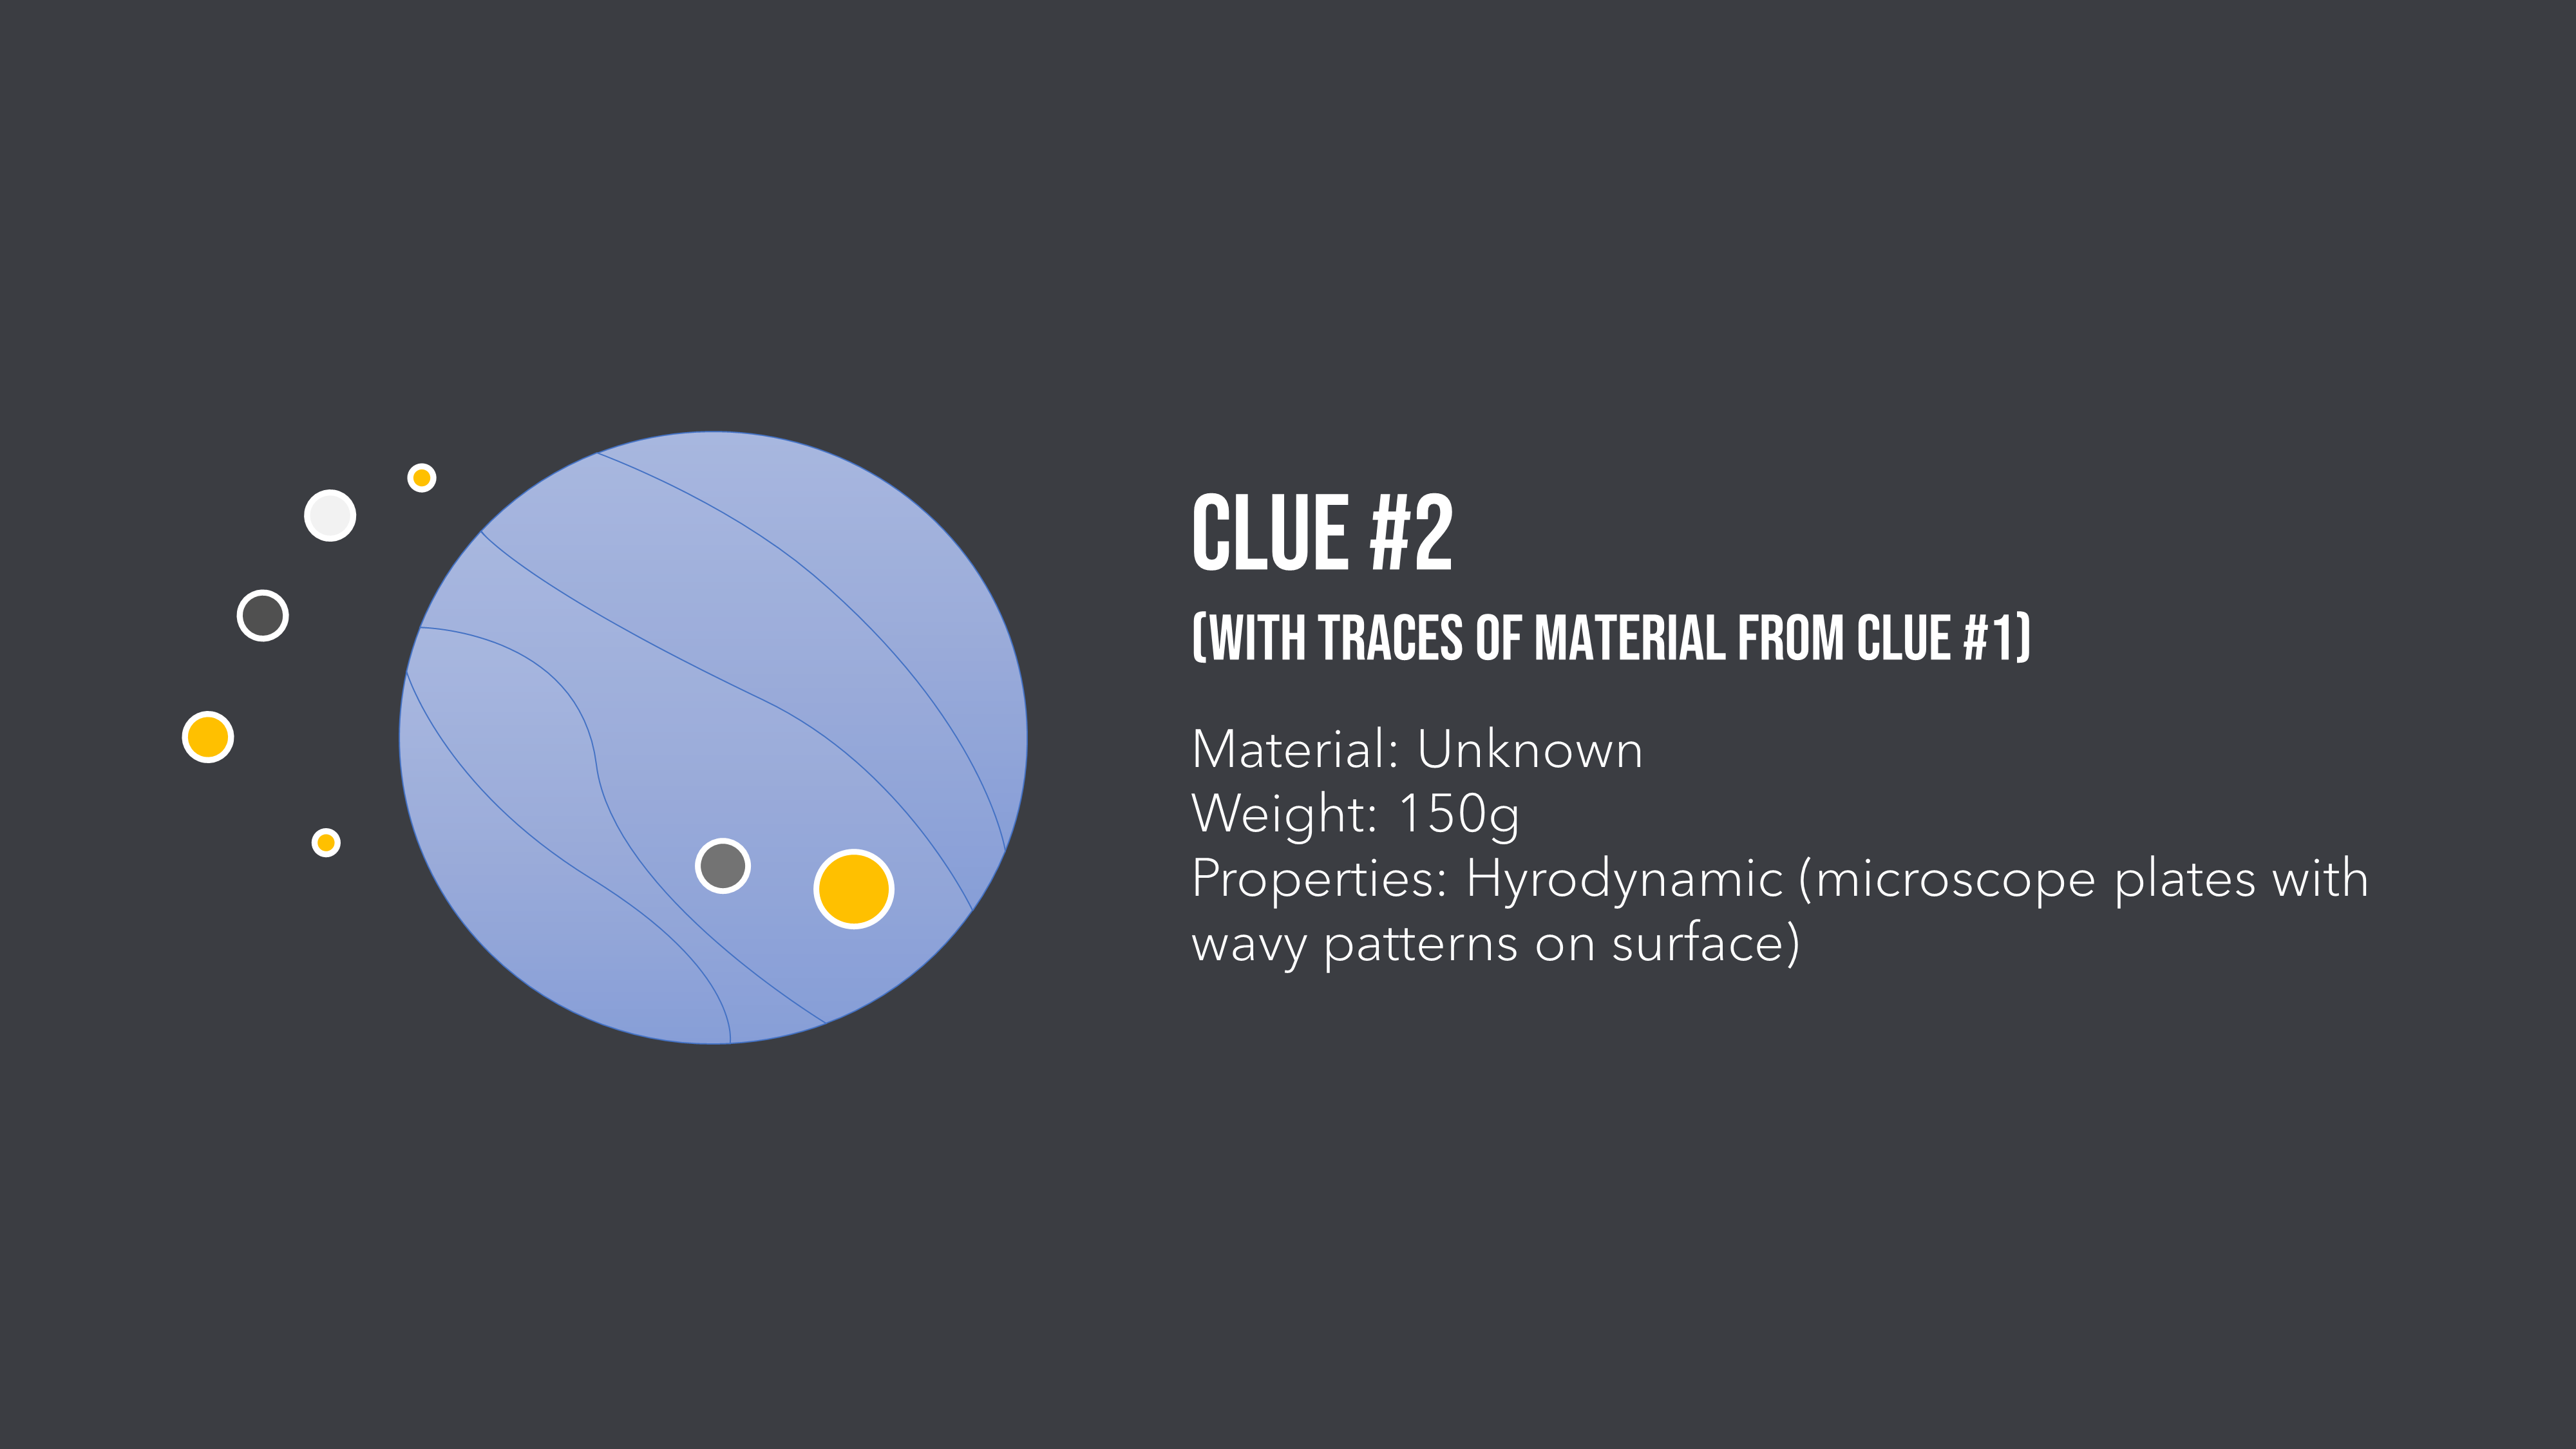 CLUE #2
(WITH TRACES OF MATERIAL FROM CLUE #1)
Material: Unknown
Weight: 150g
Properties: Hyrodynamic (microscope plates with
wavy patterns on surface)